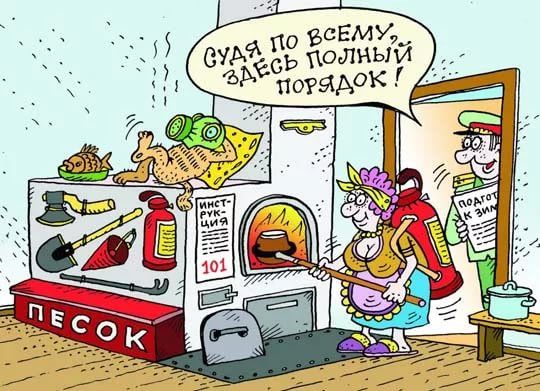 СУДЯ ПО ВСЕМУ,
ЗДЕСЬ ПОЛНЫЙ
ПОРЯДОК!
ИНСТ-
РУК-
ЦИЯ
101
ПОДГОТ
К ЗИМ
ПЕСОК